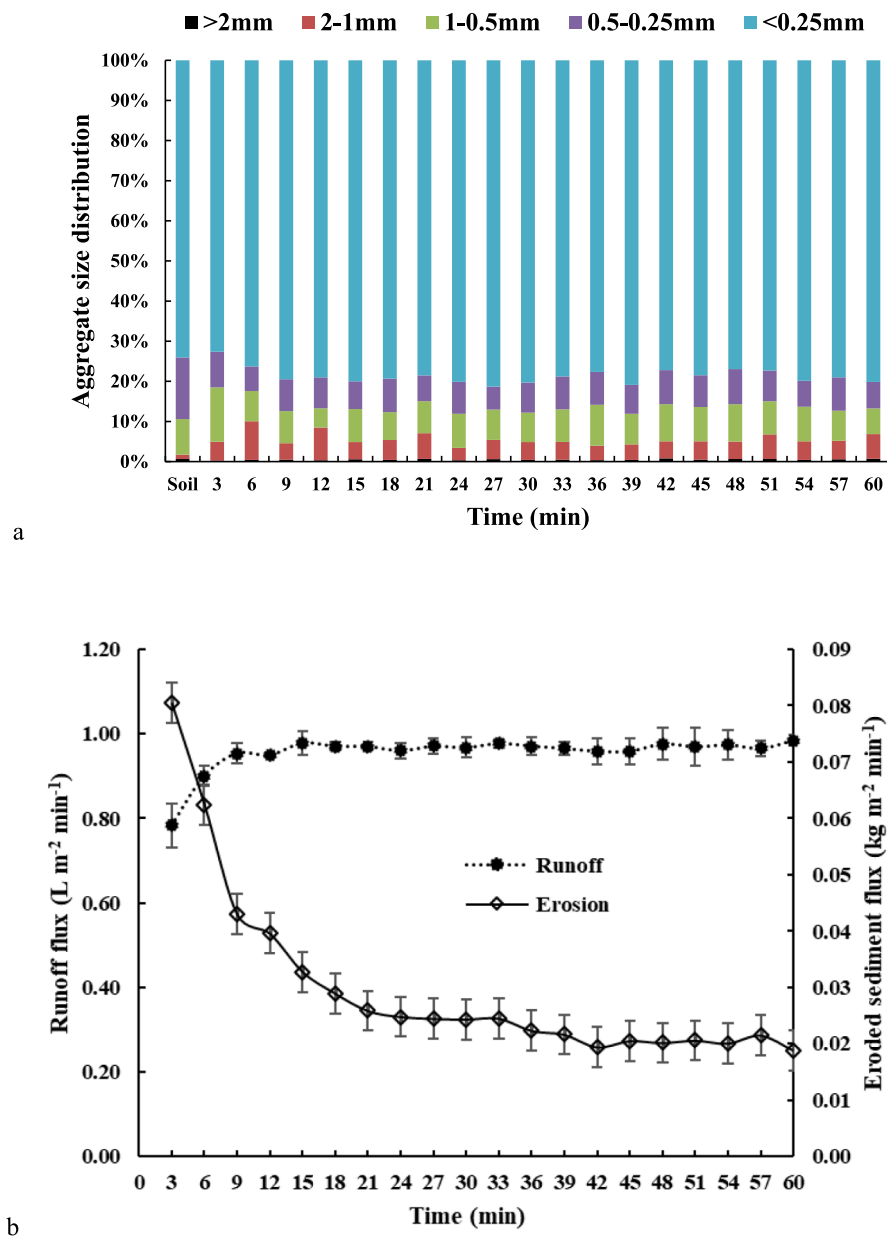 >2mm 2-1mm 1-0.5mm 0.5-0.25mm <0.25mm
100%
90%
80%
70%
60%
50%
40%
30%
20%
10%
0%
Aggregate size distribution
Soil 3 6 9 12 15 18 21 24 27 30 33 36 39 42 45 48 51 54 57 60
Time (min)
a
1.20
1.00
0.80
0.60
0.40
0.20
0.00
Runoff flux (L m⁻² min⁻¹)
Runoff
Erosion
0.09
0.08
0.07
0.06
0.05
0.04
0.03
0.02
0.01
0.00
Eroded sediment flux (kg m⁻² min⁻¹)
0 3 6 9 12 15 18 21 24 27 30 33 36 39 42 45 48 51 54 57 60
Time (min)
b